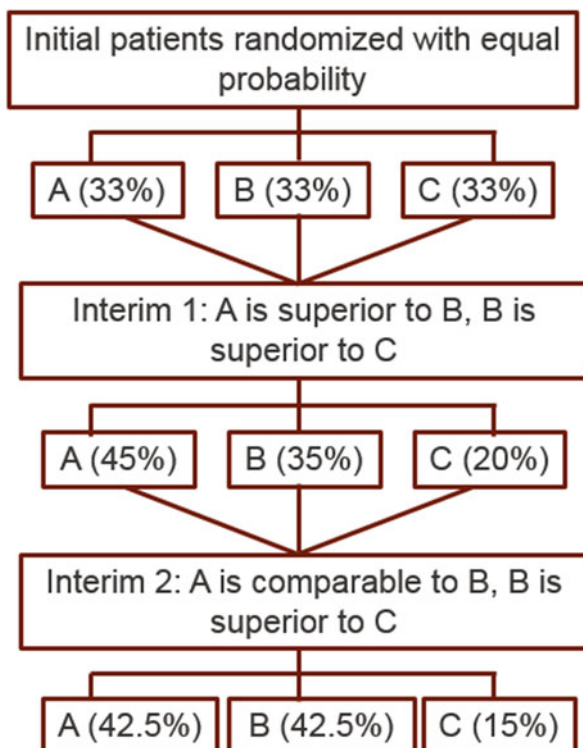 Initial patients randomized with equal
probability
A (33%) B (33%) C (33%)
Interim 1: A is superior to B, B is
superior to C
A (45%) B (35%) C (20%)
Interim 2: A is comparable to B, B is
superior to C
A (42.5%) B (42.5%) C (15%)